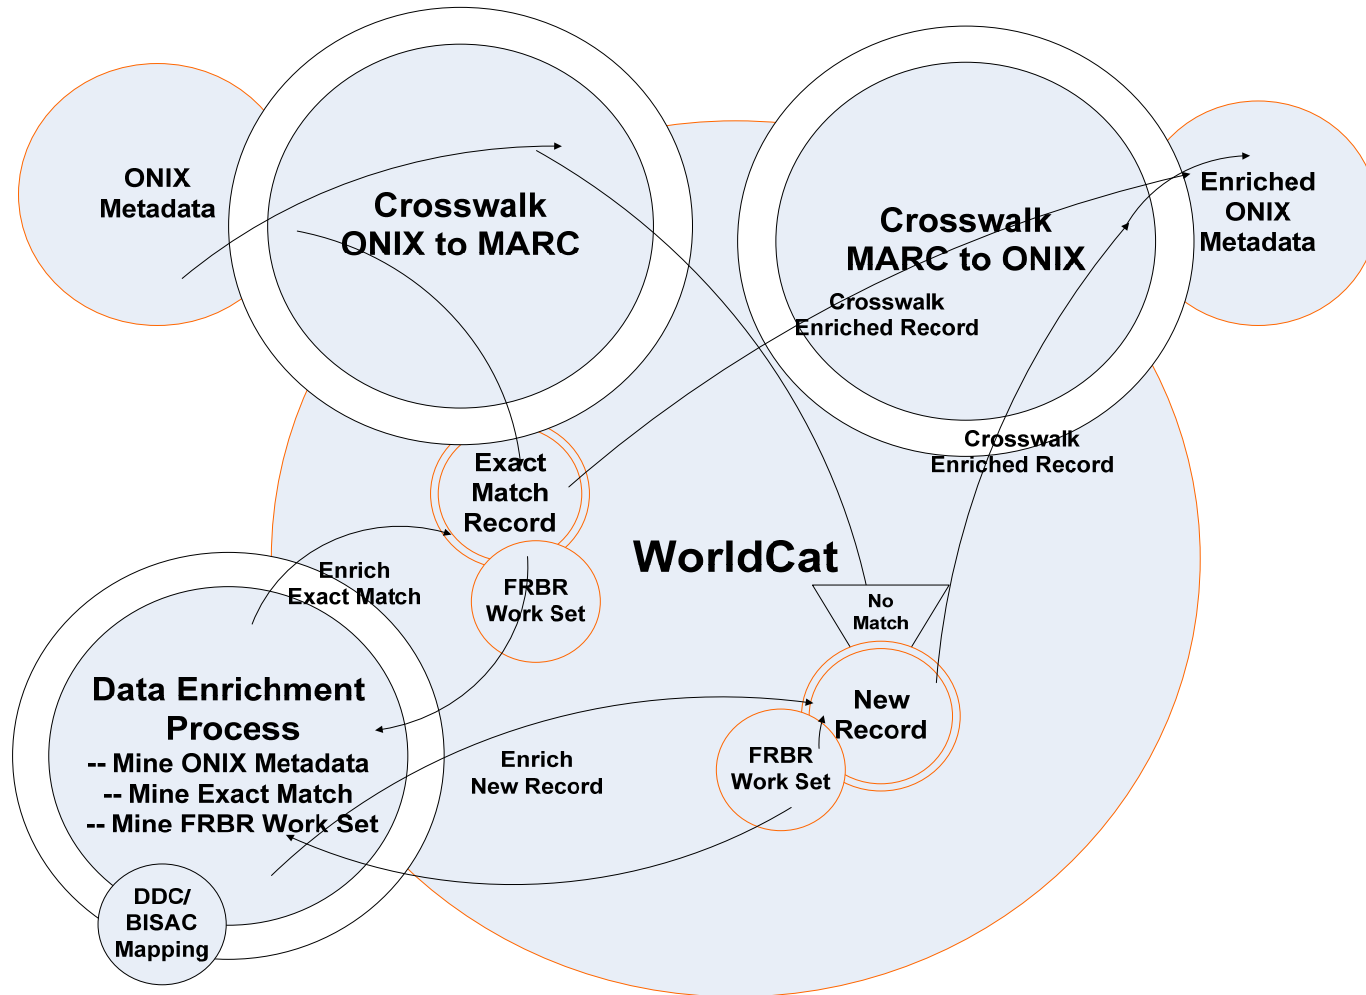 ONIX
Metadata
Crosswalk
ONIX to MARC
Crosswalk
MARC to ONIX
Enriched
ONIX
Metadata
Crosswalk
Enriched Record
Crosswalk
Enriched Record
Exact
Match
Record
FRBR
Work Set
WorldCat
Enrich
Exact Match
No
Match
Data Enrichment
Process
-- Mine ONIX Metadata
-- Mine Exact Match
-- Mine FRBR Work Set
New
Record
FRBR
Work Set
Enrich
New Record
DDC/
BISAC
Mapping